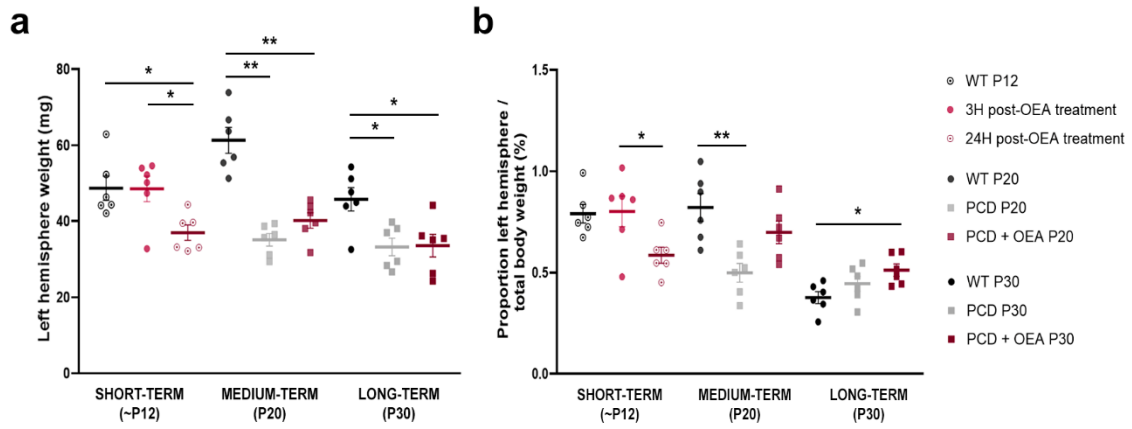 a
b
Left hemisphere weight (mg)
80
60
40
20
0
*
*
**
**
*
*
SHORT-TERM
(~P12)
MEDIUM-TERM
(P20)
LONG-TERM
(P30)
Proportion left hemisphere /
total body weight (%)
1.5
1.0
0.5
0.0
*
**
*
SHORT-TERM
(~P12)
MEDIUM-TERM
(P20)
LONG-TERM
(P30)
WT P12
3H post-OEA treatment
24H post-OEA treatment
WT P20
PCD P20
PCD + OEA P20
WT P30
PCD P30
PCD + OEA P30